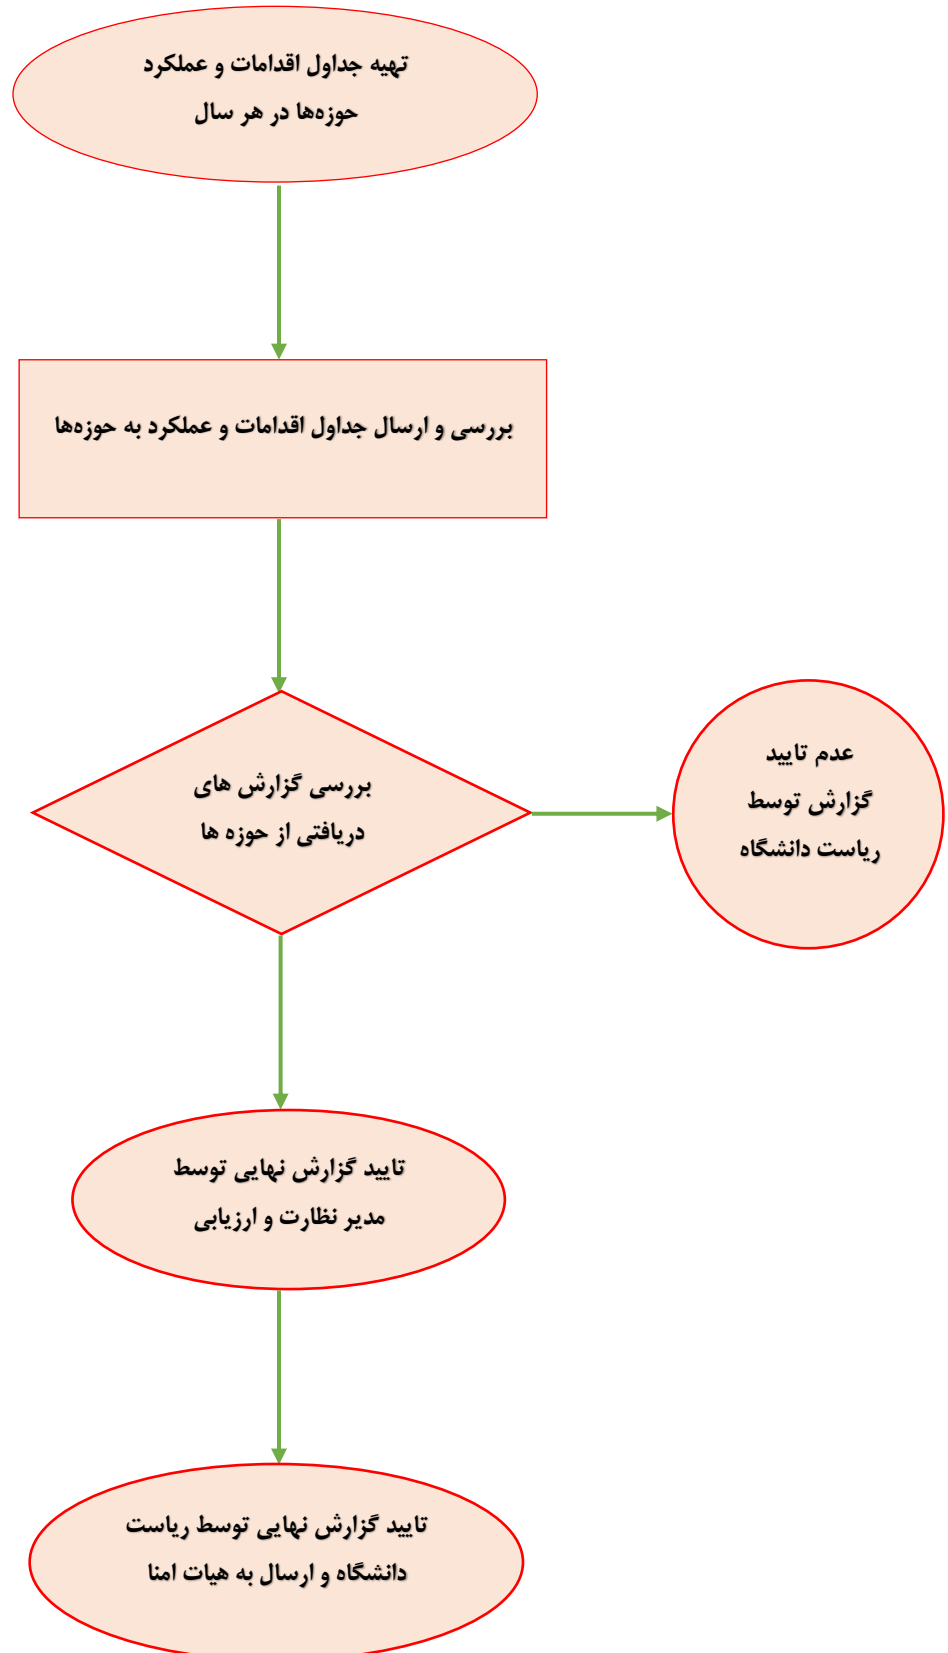 تهیه جداول اقدامات و عملکرد
حوزه‌ها در هر سال
بررسی و ارسال جداول اقدامات و عملکرد به حوزه‌ها
بررسی گزارش های
دریافتی از حوزه ها
عدم تایید
گزارش توسط
ریاست دانشگاه
تایید گزارش نهایی توسط
مدیر نظارت و ارزیابی
تایید گزارش نهایی توسط ریاست
دانشگاه و ارسال به هیات امنا